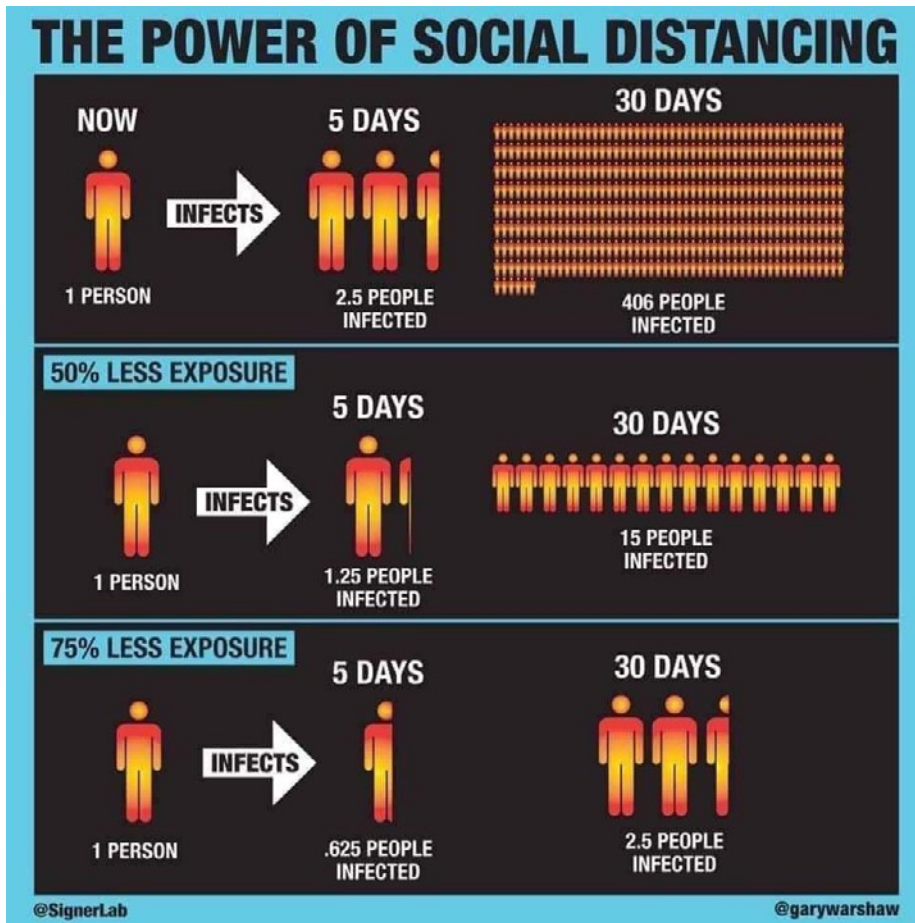 THE POWER OF SOCIAL DISTANCING
NOW
5 DAYS
30 DAYS
INFECTS
1 PERSON
2.5 PEOPLE
INFECTED
406 PEOPLE
INFECTED
50% LESS EXPOSURE
5 DAYS
30 DAYS
INFECTS
1 PERSON
1.25 PEOPLE
INFECTED
15 PEOPLE
INFECTED
75% LESS EXPOSURE
5 DAYS
30 DAYS
INFECTS
1 PERSON
.625 PEOPLE
INFECTED
2.5 PEOPLE
INFECTED
@SignerLab
@garywarshaw